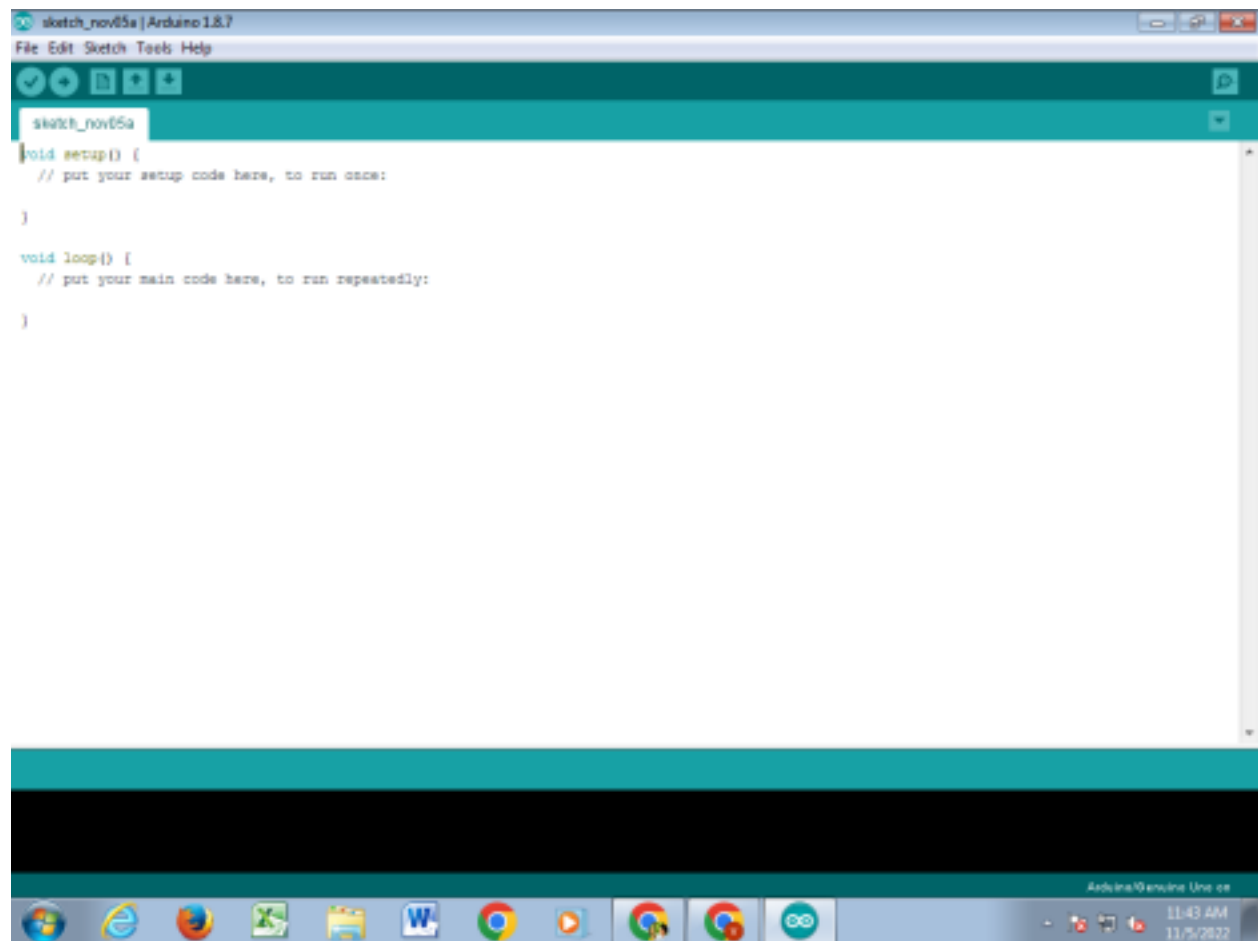 sketch_nov05a | Arduino 1.8.7
File Edit Sketch Tools Help
sketch_nov05a
void setup() {
  // put your setup code here, to run once:
}
void loop() {
  // put your main code here, to run repeatedly:
}
Arduino/Genuino Uno on
11:43 AM
11/5/2022